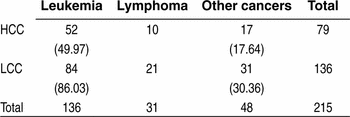 Leukemia Lymphoma Other cancers Total
HCC 52 10 17 79
(49.97) (17.64)
LCC 84 21 31 136
(86.03) (30.36)
Total 136 31 48 215